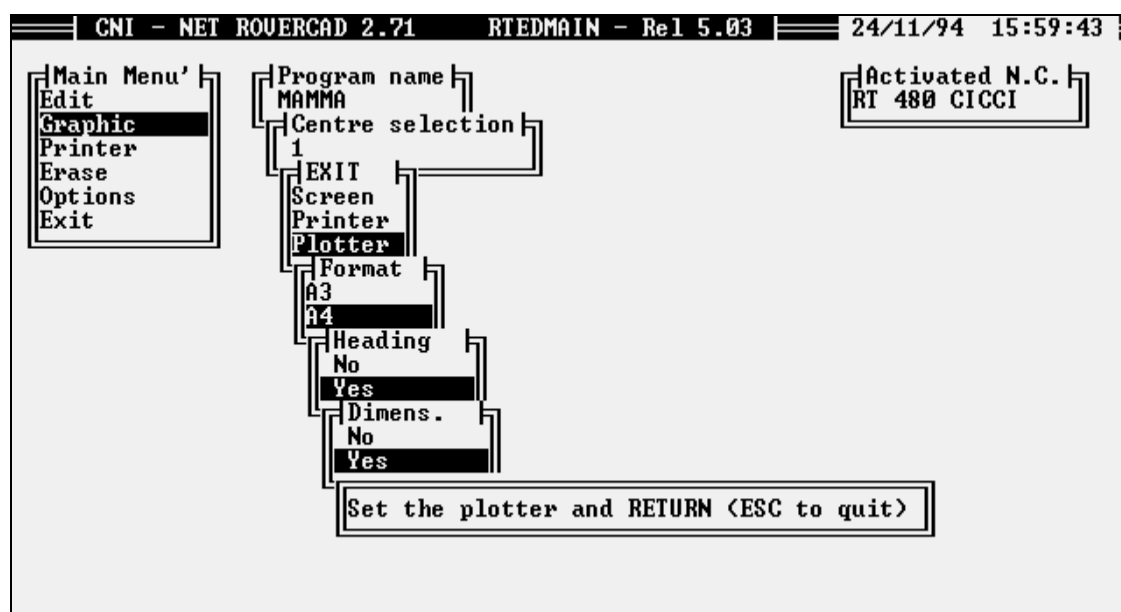 CNI - NET ROVERCAD 2.71 RTEDMAIN - Rel 5.03 24/11/94 15:59:43
Main Menu'
Edit
Graphic
Printer
Erase
Options
Exit
Program name
MAMMA
Centre selection
1
EXIT
Screen
Printer
Plotter
Format
A3
A4
Heading
No
Yes
Dimens.
No
Yes
Set the plotter and RETURN (ESC to quit)
Activated N.C.
RT 480 CICCI